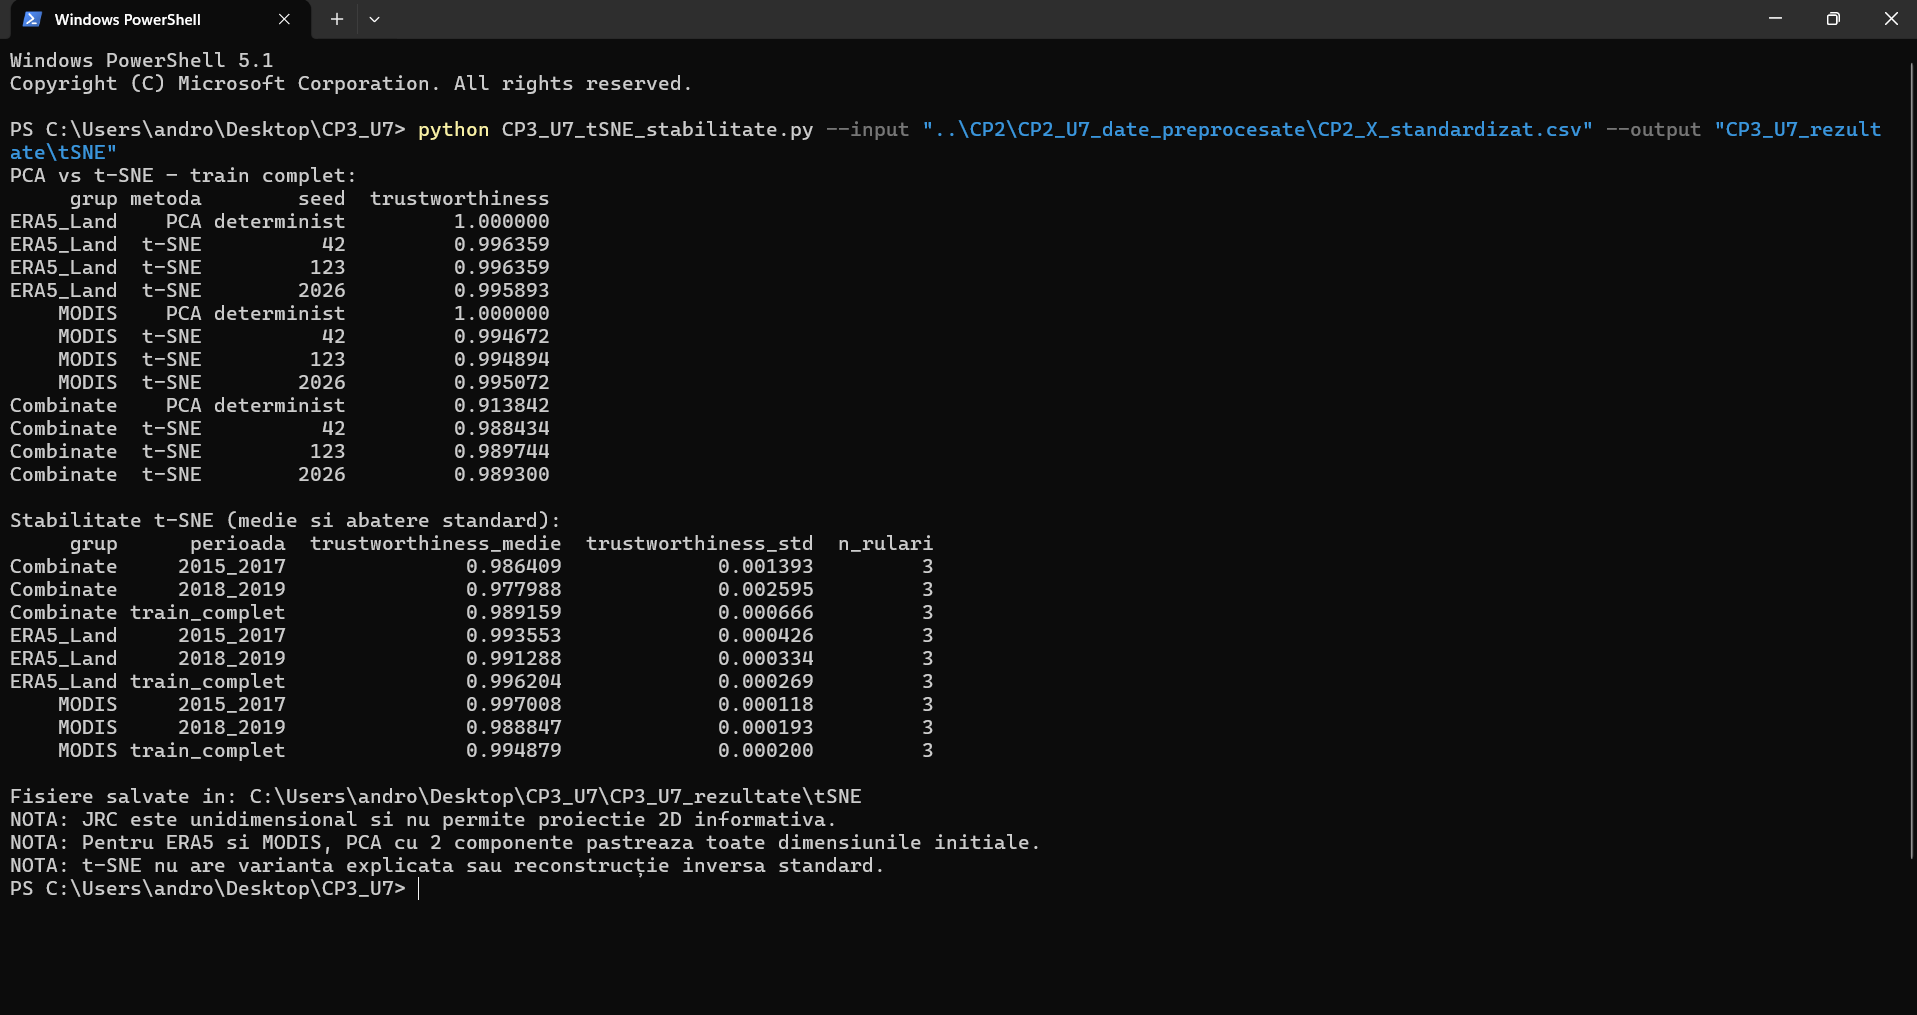 Windows PowerShell
Windows PowerShell 5.1
Copyright (C) Microsoft Corporation. All rights reserved.
PS C:\Users\andro\Desktop\CP3_U7> python CP3_U7_tSNE_stabilitate.py --input "..\CP2\CP2_U7_date_preprocesate\CP2_X_standardizat.csv" --output "CP3_U7_rezult
ate\tSNE"
PCA vs t-SNE - train complet:
grup metoda seed trustworthiness
ERA5_Land PCA determinist 1.000000
ERA5_Land t-SNE 42 0.996359
ERA5_Land t-SNE 123 0.996359
ERA5_Land t-SNE 2026 0.995893
MODIS PCA determinist 1.000000
MODIS t-SNE 42 0.994672
MODIS t-SNE 123 0.994894
MODIS t-SNE 2026 0.995072
Combinate PCA determinist 0.913842
Combinate t-SNE 42 0.988434
Combinate t-SNE 123 0.989744
Combinate t-SNE 2026 0.989300
Stabilitate t-SNE (medie si abatere standard):
grup perioada trustworthiness_medie trustworthiness_std n_rulari
Combinate 2015_2017 0.986409 0.001393 3
Combinate 2018_2019 0.977988 0.002595 3
Combinate train_complet 0.989159 0.000666 3
ERA5_Land 2015_2017 0.993553 0.000426 3
ERA5_Land 2018_2019 0.991288 0.000334 3
ERA5_Land train_complet 0.996204 0.000269 3
MODIS 2015_2017 0.997008 0.000118 3
MODIS 2018_2019 0.988847 0.000193 3
MODIS train_complet 0.994879 0.000200 3
Fisiere salvate in: C:\Users\andro\Desktop\CP3_U7\CP3_U7_rezultate\tSNE
NOTA: JRC este unidimensional si nu permite proiectie 2D informativa.
NOTA: Pentru ERA5 si MODIS, PCA cu 2 componente pastreaza toate dimensiunile initiale.
NOTA: t-SNE nu are varianta explicata sau reconstrucție inversa standard.
PS C:\Users\andro\Desktop\CP3_U7>